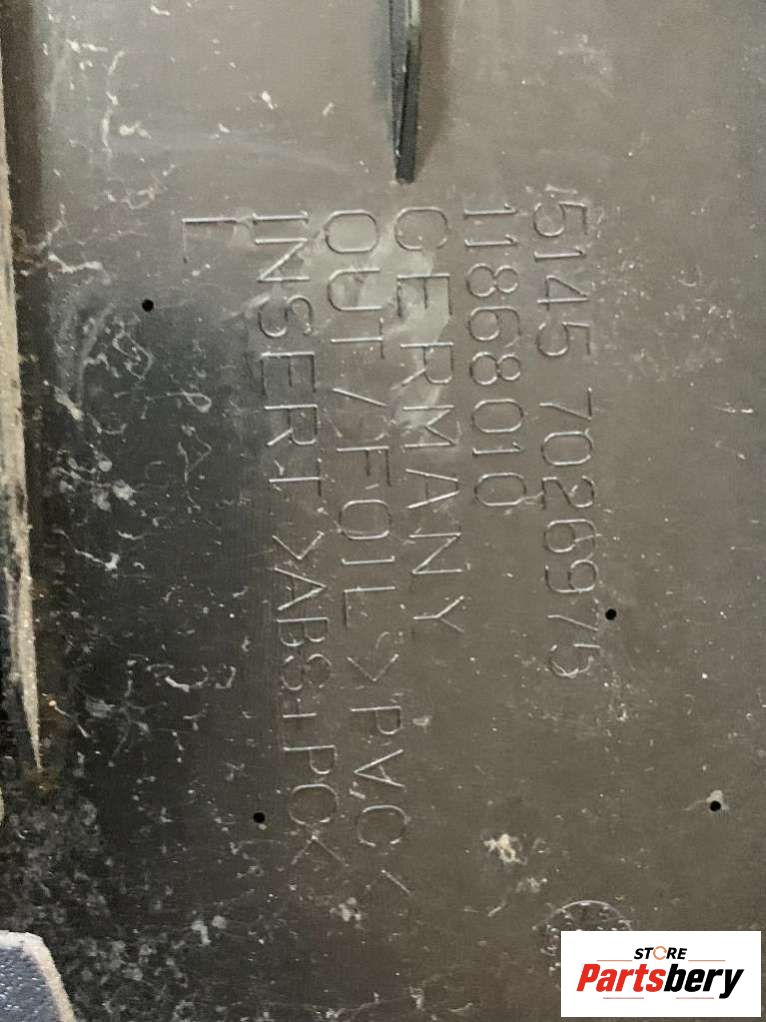 5145 7026975
11868010
GERMANY
OUT/FOIL >PVC<
INSERT >ABS+PC<
L
STORE
Partsbery